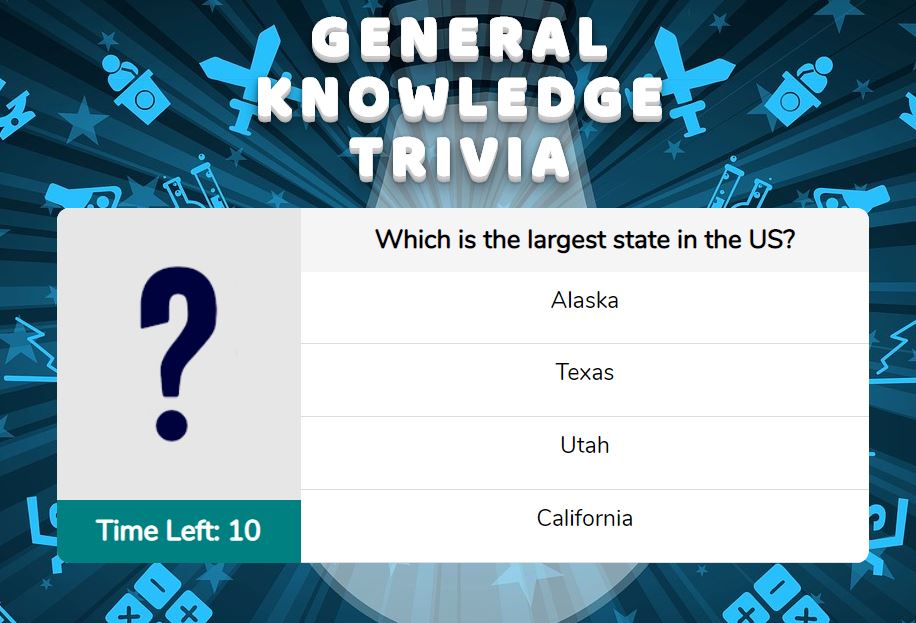 GENERAL
KNOWLEDGE
TRIVIA
Which is the largest state in the US?
Alaska
Texas
Utah
California
Time Left: 10